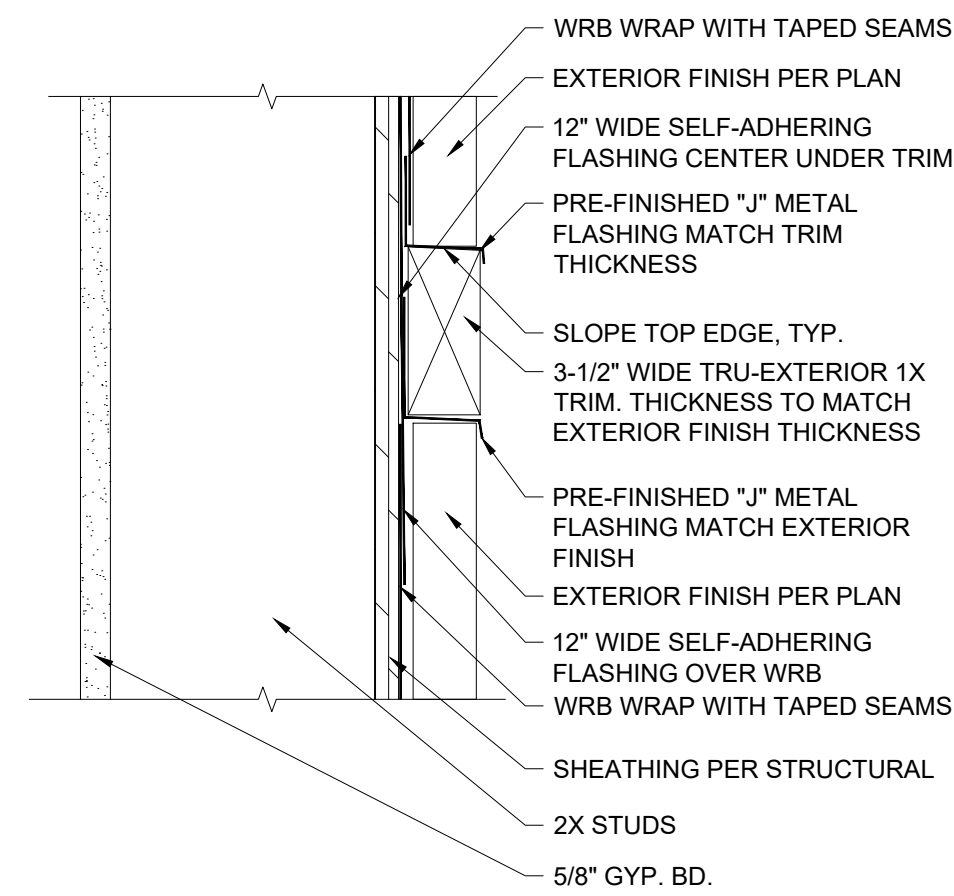 WRB WRAP WITH TAPED SEAMS
EXTERIOR FINISH PER PLAN
12" WIDE SELF-ADHERING
FLASHING CENTER UNDER TRIM
PRE-FINISHED "J" METAL
FLASHING MATCH TRIM
THICKNESS
SLOPE TOP EDGE, TYP.
3-1/2" WIDE TRU-EXTERIOR 1X
TRIM. THICKNESS TO MATCH
EXTERIOR FINISH THICKNESS
PRE-FINISHED "J" METAL
FLASHING MATCH EXTERIOR
FINISH
EXTERIOR FINISH PER PLAN
12" WIDE SELF-ADHERING
FLASHING OVER WRB
WRB WRAP WITH TAPED SEAMS
SHEATHING PER STRUCTURAL
2X STUDS
5/8" GYP. BD.